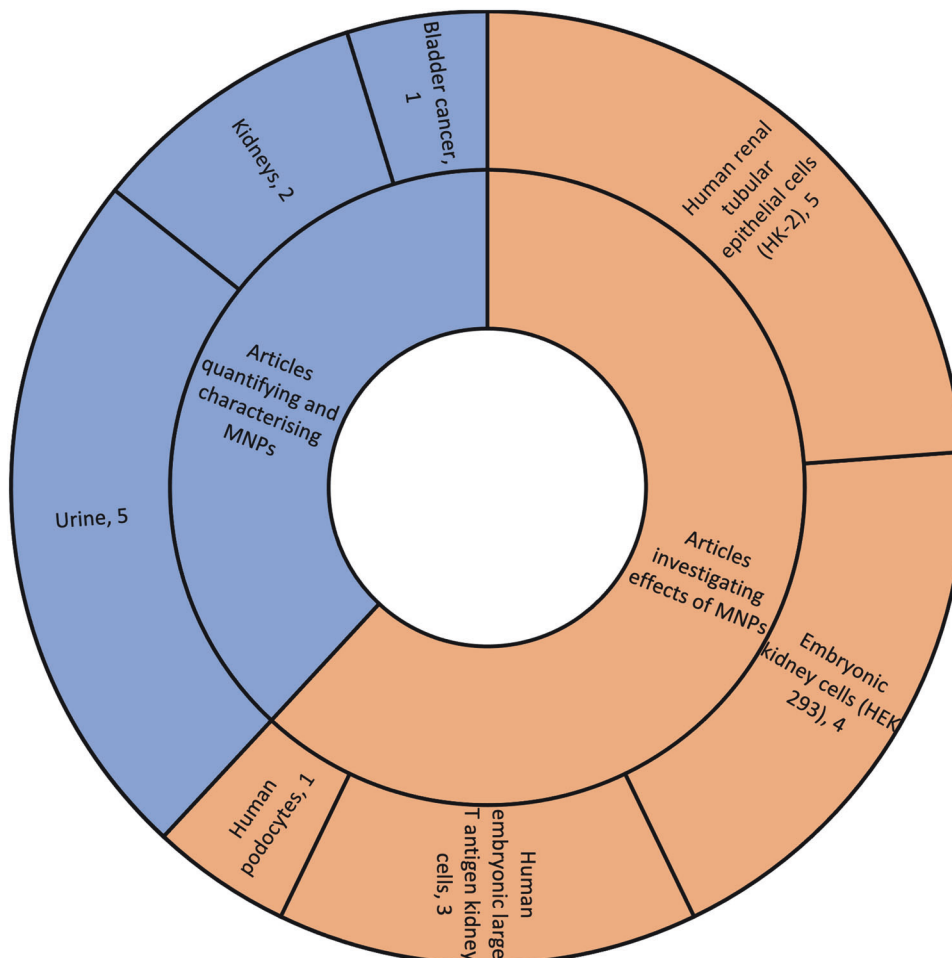 Bladder cancer,
1
Kidneys, 2
Human renal
tubular
epithelial cells
(HK-2), 5
Articles
quantifying and
characterising
MNPs
Urine, 5
Articles
investigating
effects of MNPs
Embryonic
kidney cells (HEK
293), 4
Human
podocytes, 1
Human
embryonic large
T antigen kidney
cells, 3